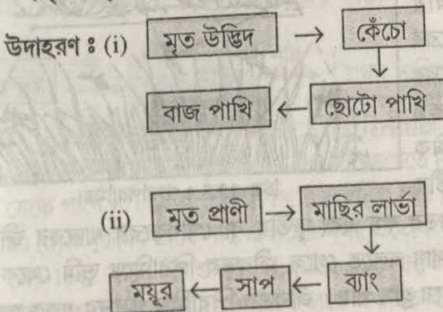 উদাহরণ ঃ (i) মৃত উদ্ভিদ → কেঁচো
বাজ পাখি ← ছোটো পাখি
(ii) মৃত প্রাণী → মাছির লার্ভা
ময়ূর ← সাপ ← ব্যাং